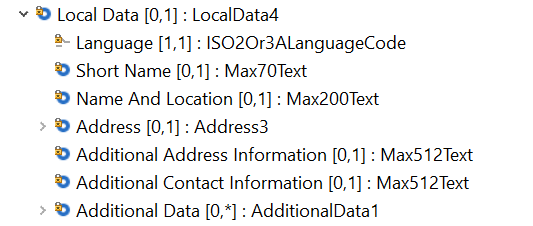 Local Data [0,1] : LocalData4
Language [1,1] : ISO2Or3ALanguageCode
Short Name [0,1] : Max70Text
Name And Location [0,1] : Max200Text
Address [0,1] : Address3
Additional Address Information [0,1] : Max512Text
Additional Contact Information [0,1] : Max512Text
Additional Data [0,*] : AdditionalData1